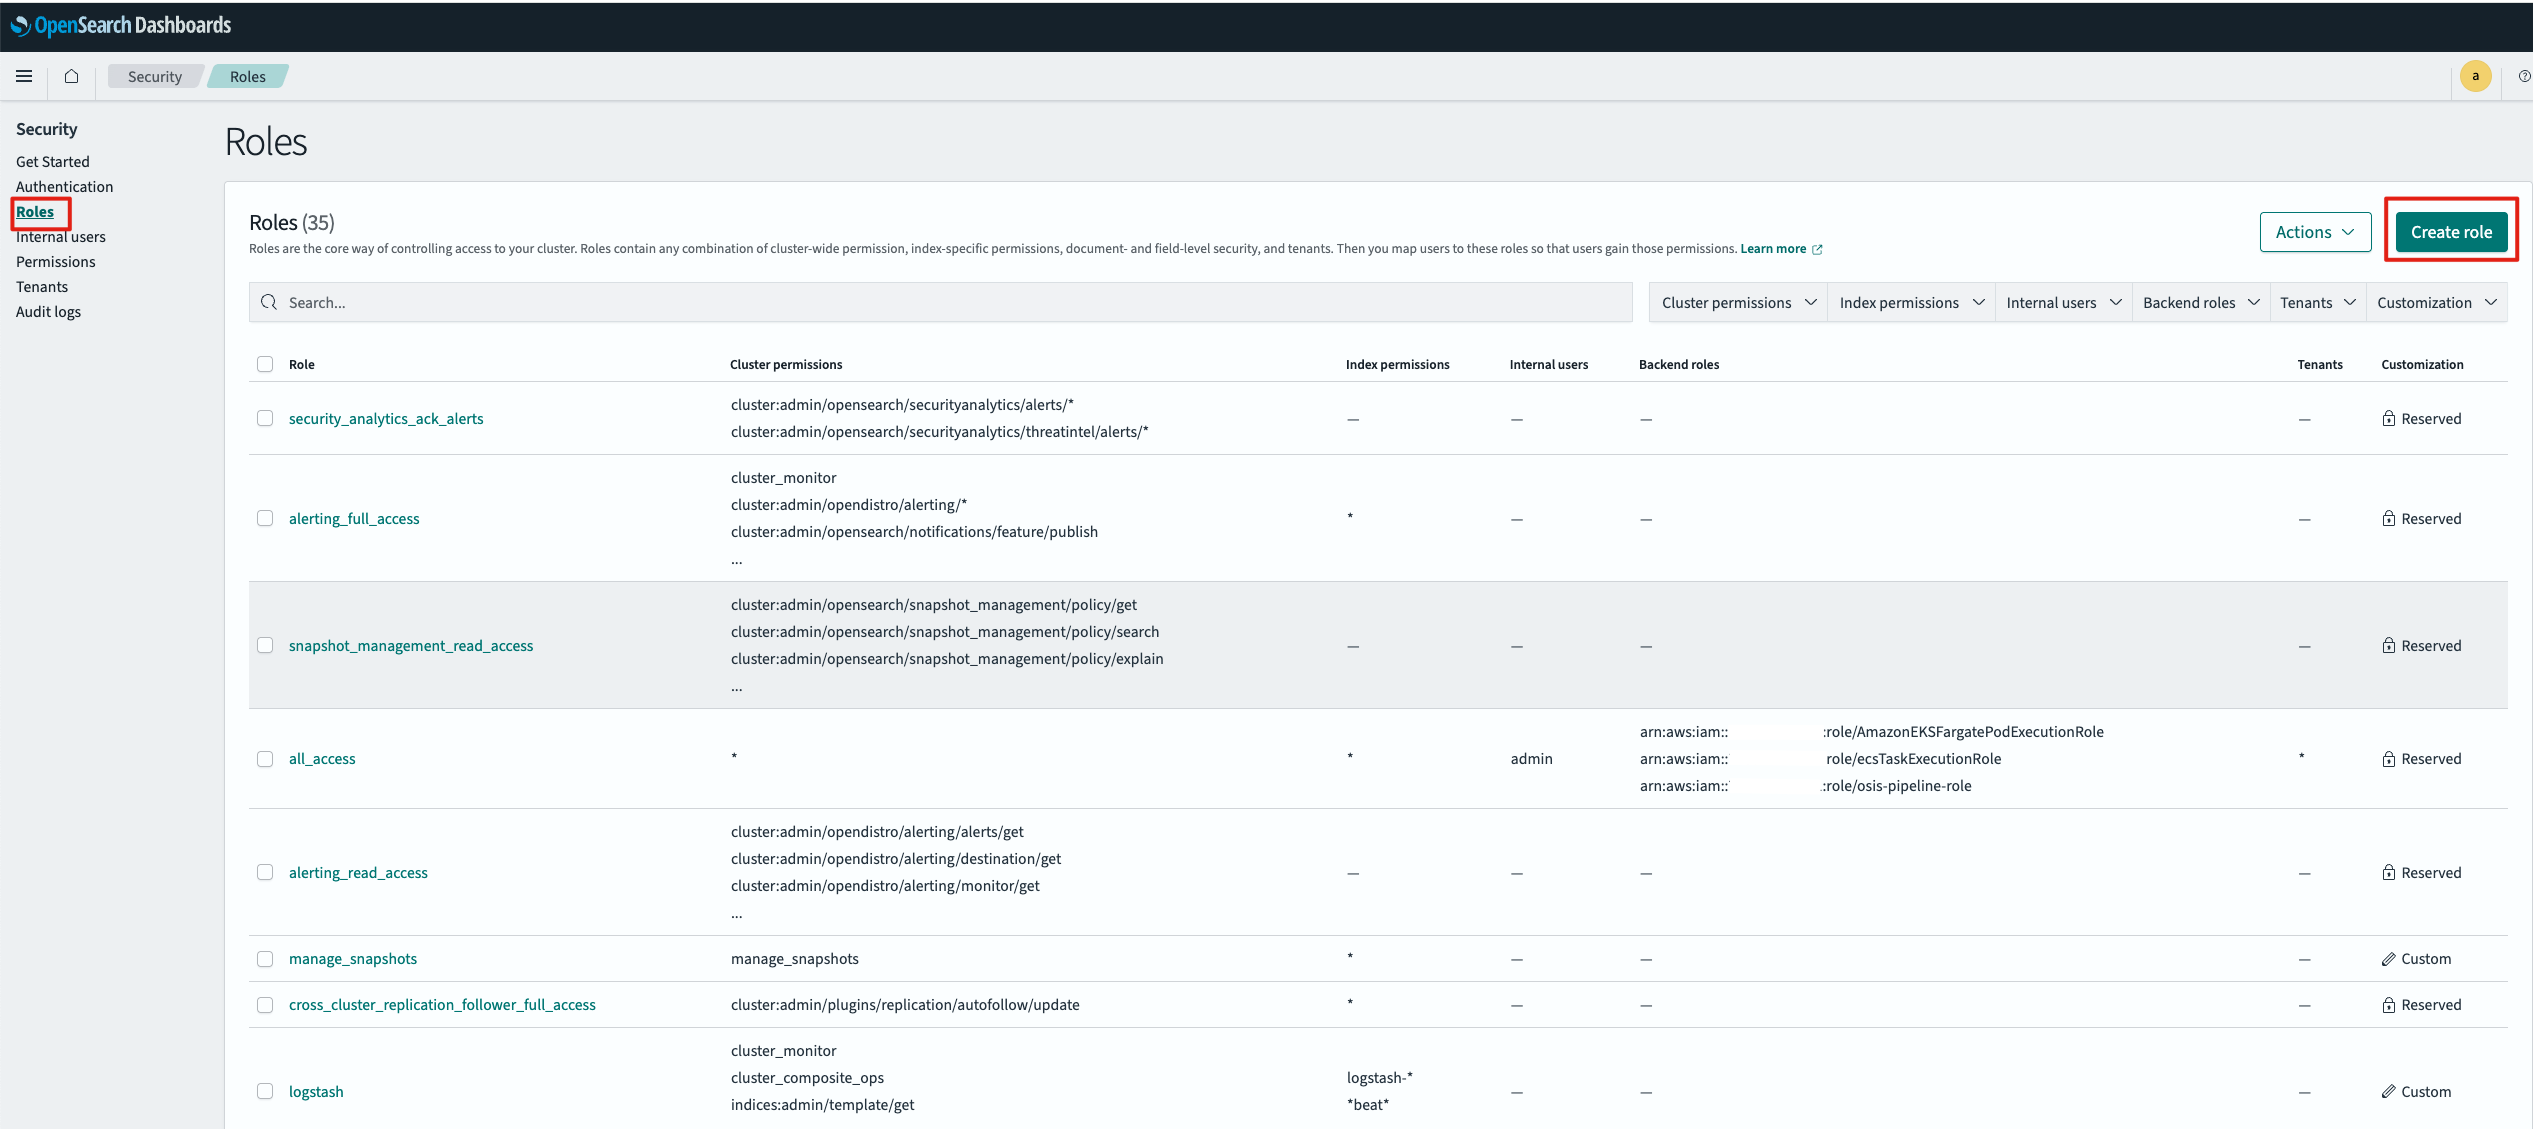 OpenSearch Dashboards
Security
Roles
a
Security
Get Started
Authentication
Roles
Internal users
Permissions
Tenants
Audit logs
Roles
Roles (35)
Roles are the core way of controlling access to your cluster. Roles contain any combination of cluster-wide permission, index-specific permissions, document- and field-level security, and tenants. Then you map users to these roles so that users gain those permissions. Learn more
Actions
Create role
Search...
Cluster permissions
Index permissions
Internal users
Backend roles
Tenants
Customization
Role Cluster permissions Index permissions Internal users Backend roles Tenants Customization
security_analytics_ack_alerts
cluster:admin/opensearch/securityanalytics/alerts/*
cluster:admin/opensearch/securityanalytics/threatintel/alerts/*
— — — — Reserved
alerting_full_access
cluster_monitor
cluster:admin/opendistro/alerting/*
cluster:admin/opensearch/notifications/feature/publish
...
* — — — Reserved
snapshot_management_read_access
cluster:admin/opensearch/snapshot_management/policy/get
cluster:admin/opensearch/snapshot_management/policy/search
cluster:admin/opensearch/snapshot_management/policy/explain
...
— — — — Reserved
all_access
*
*
admin
arn:aws:iam:: :role/AmazonEKSFargatePodExecutionRole
arn:aws:iam:: role/ecsTaskExecutionRole
arn:aws:iam:: :role/osis-pipeline-role
* Reserved
alerting_read_access
cluster:admin/opendistro/alerting/alerts/get
cluster:admin/opendistro/alerting/destination/get
cluster:admin/opendistro/alerting/monitor/get
...
— — — — Reserved
manage_snapshots manage_snapshots * — — — Custom
cross_cluster_replication_follower_full_access cluster:admin/plugins/replication/autofollow/update * — — — Reserved
logstash
cluster_monitor
cluster_composite_ops
indices:admin/template/get
logstash-*
*beat*
— — — Custom